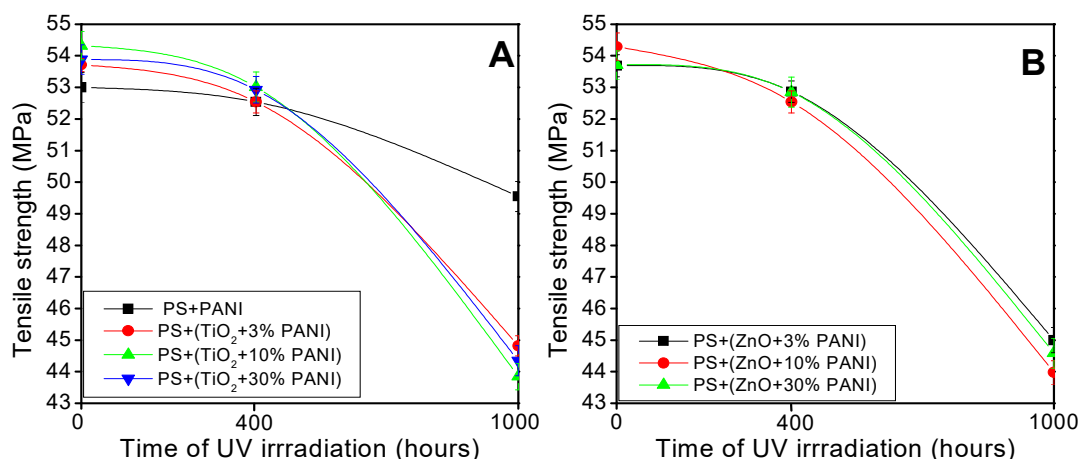 55
54
53
52
51
50
49
48
47
46
45
44
43
Tensile strength (MPa)
A
PS+PANI
PS+(TiO₂+3% PANI)
PS+(TiO₂+10% PANI)
PS+(TiO₂+30% PANI)
0
400
1000
Time of UV irrradiation (hours)
55
54
53
52
51
50
49
48
47
46
45
44
43
Tensile strength (MPa)
B
PS+(ZnO+3% PANI)
PS+(ZnO+10% PANI)
PS+(ZnO+30% PANI)
0
400
1000
Time of UV irrradiation (hours)